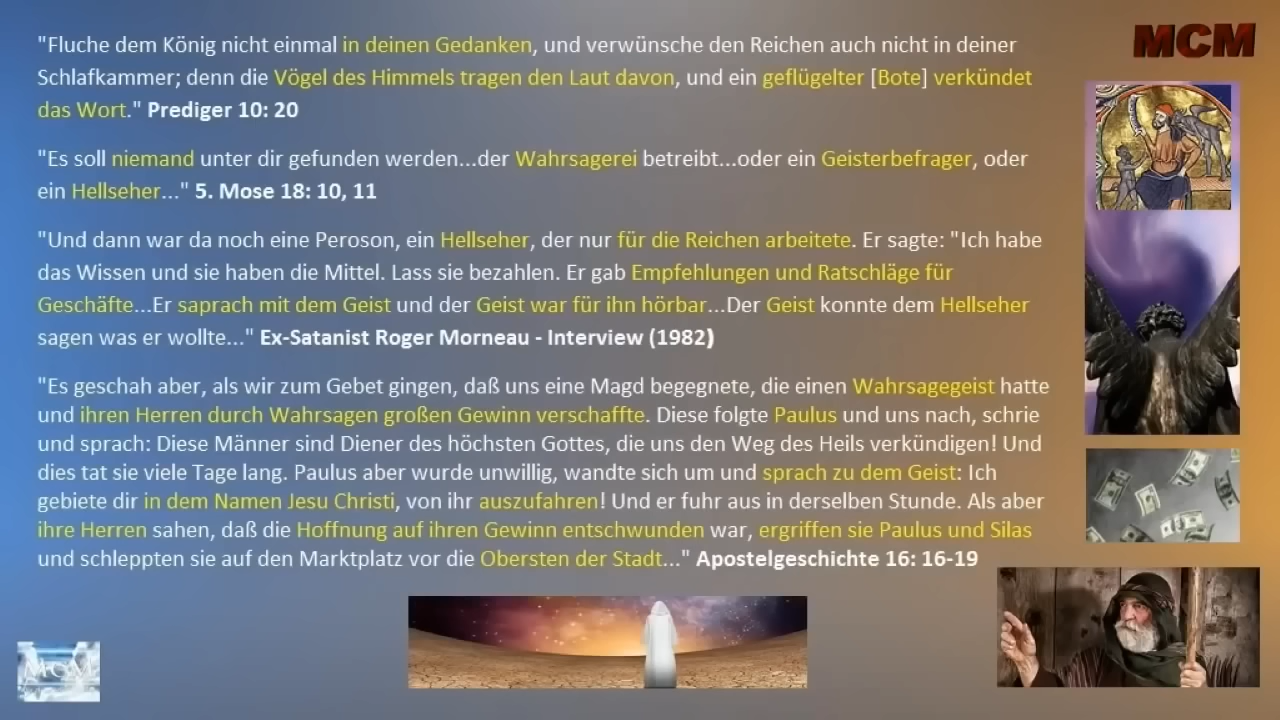 "Fluche dem König nicht einmal in deinen Gedanken, und verwünsche den Reichen auch nicht in deiner
Schlafkammer; denn die Vögel des Himmels tragen den Laut davon, und ein geflügelter [Bote] verkündet
das Wort." Prediger 10: 20
"Es soll niemand unter dir gefunden werden...der Wahrsagerei betreibt...oder ein Geisterbefrager, oder
ein Hellseher..." 5. Mose 18: 10, 11
"Und dann war da noch eine Peroson, ein Hellseher, der nur für die Reichen arbeitete. Er sagte: "Ich habe
das Wissen und sie haben die Mittel. Lass sie bezahlen. Er gab Empfehlungen und Ratschläge für
Geschäfte...Er saprach mit dem Geist und der Geist war für ihn hörbar...Der Geist konnte dem Hellseher
sagen was er wollte..." Ex-Satanist Roger Morneau - Interview (1982)
"Es geschah aber, als wir zum Gebet gingen, daß uns eine Magd begegnete, die einen Wahrsagegeist hatte
und ihren Herren durch Wahrsagen großen Gewinn verschaffte. Diese folgte Paulus und uns nach, schrie
und sprach: Diese Männer sind Diener des höchsten Gottes, die uns den Weg des Heils verkündigen! Und
dies tat sie viele Tage lang. Paulus aber wurde unwillig, wandte sich um und sprach zu dem Geist: Ich
gebiete dir in dem Namen Jesu Christi, von ihr auszufahren! Und er fuhr aus in derselben Stunde. Als aber
ihre Herren sahen, daß die Hoffnung auf ihren Gewinn entschwunden war, ergriffen sie Paulus und Silas
und schleppten sie auf den Marktplatz vor die Obersten der Stadt..." Apostelgeschichte 16: 16-19
MCM
MGM